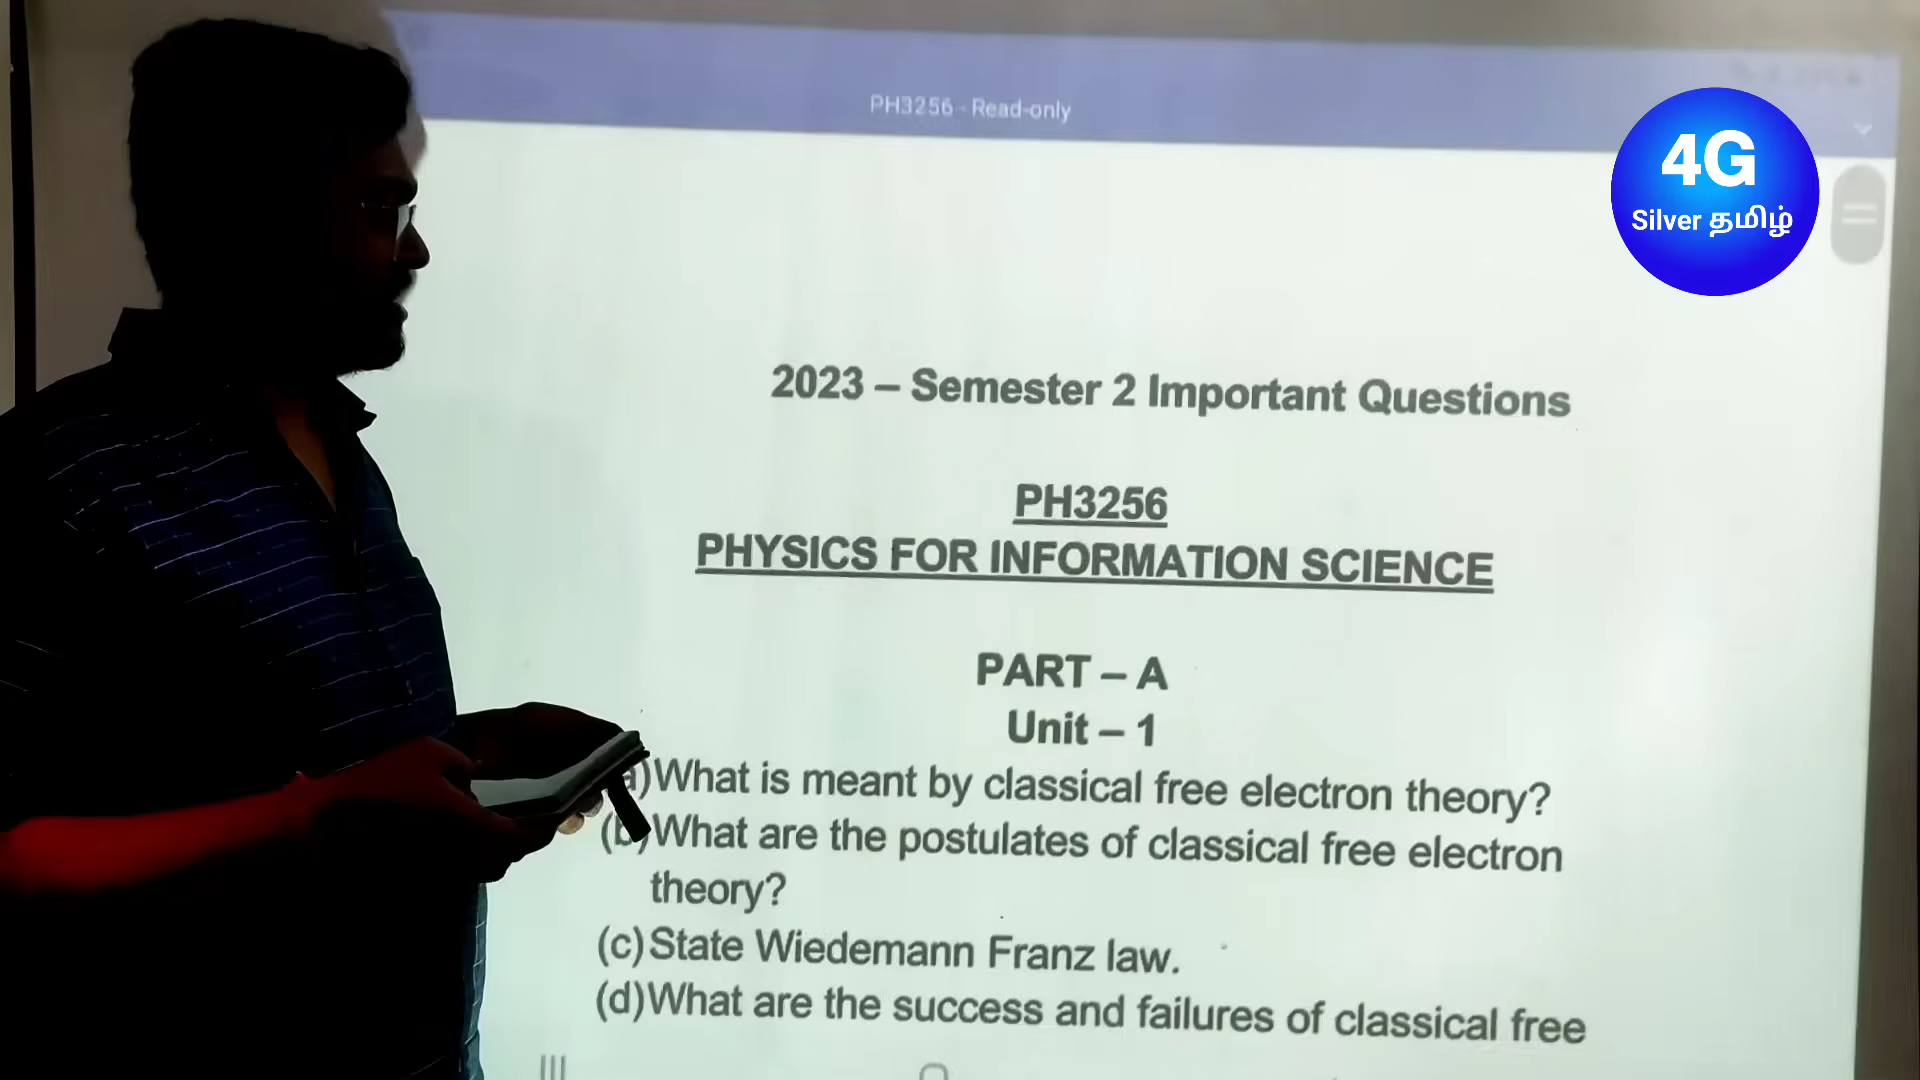 PH3256 - Read-only
4G
Silver தமிழ்
2023 – Semester 2 Important Questions
PH3256
PHYSICS FOR INFORMATION SCIENCE
PART – A
Unit – 1
a)What is meant by classical free electron theory?
(b)What are the postulates of classical free electron
theory?
(c)State Wiedemann Franz law.
(d)What are the success and failures of classical free